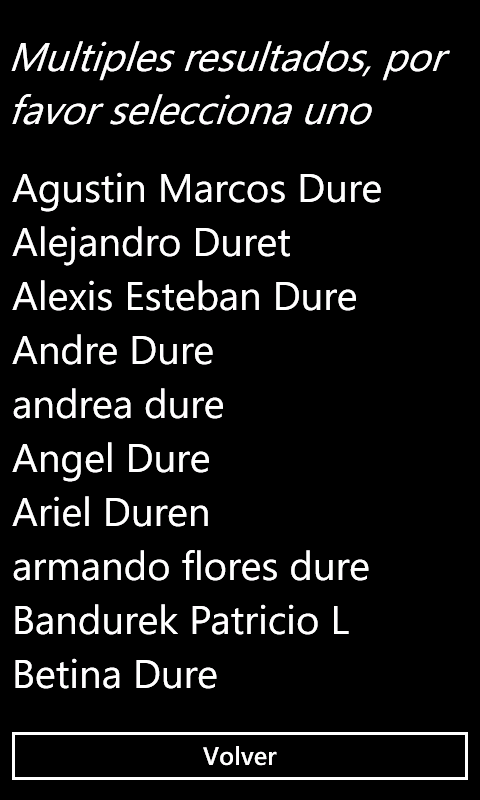 Multiples resultados, por
favor selecciona uno
Agustin Marcos Dure
Alejandro Duret
Alexis Esteban Dure
Andre Dure
andrea dure
Angel Dure
Ariel Duren
armando flores dure
Bandurek Patricio L
Betina Dure
Volver